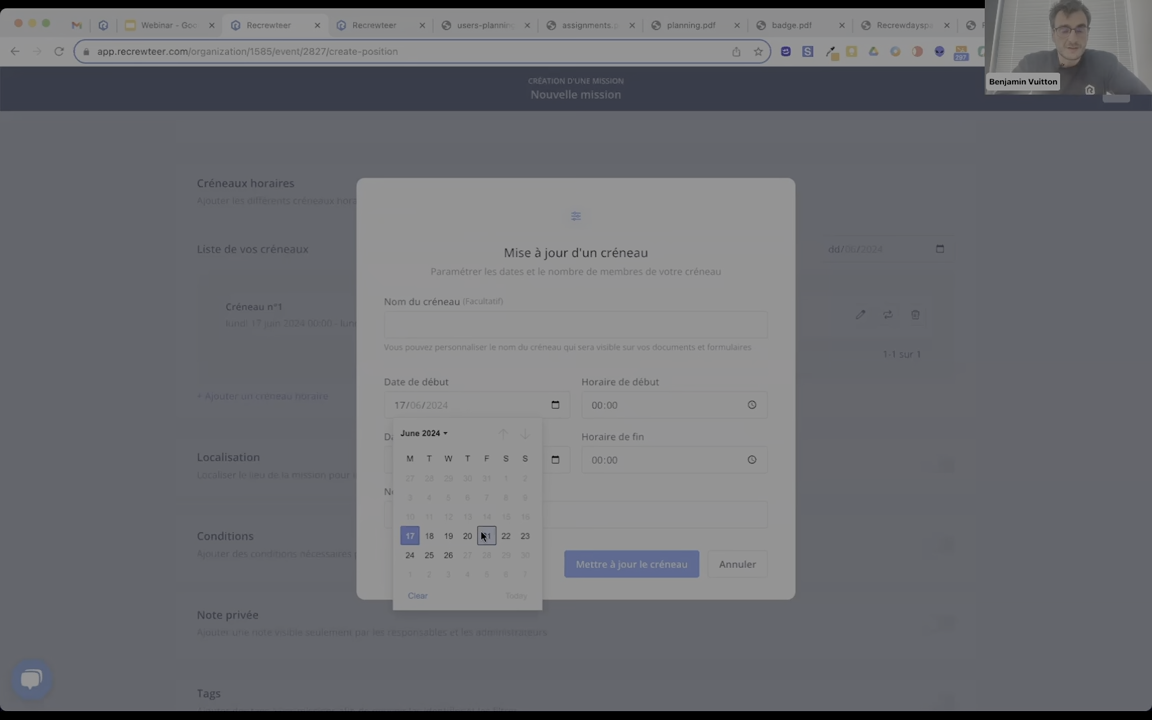 Webinar - Goo
Recrewteer
Recrewteer
users-planning
assignments.
planning.pdf
badge.pdf
Recrewdaysp
app.recrewteer.com/organization/1585/event/2827/create-position
Benjamin Vuitton
CRÉATION D'UNE MISSION
Nouvelle mission
Créneaux horaires
Ajouter les différents créneaux hora
Liste de vos créneaux
dd/06/2024
Créneau n°1
lundi 17 juin 2024 00:00 - lun
1-1 sur 1
+ Ajouter un créneau horaire
Localisation
Localiser le lieu de la mission pour
Conditions
Ajouter des conditions nécessaires
Note privée
Ajouter une note visible seulement par les responsables et les administrateurs
Tags
Mise à jour d'un créneau
Paramétrer les dates et le nombre de membres de votre créneau
Nom du créneau (Facultatif)
Vous pouvez personnaliser le nom du créneau qui sera visible sur vos documents et formulaires
Date de début
Horaire de début
17/06/2024
00:00
Horaire de fin
00:00
June 2024
M T W T F S S
27 28 29 30 31 1 2
3 4 5 6 7 8 9
10 11 12 13 14 15 16
17 18 19 20 21 22 23
24 25 26 27 28 29 30
1 2 3 4 5 6 7
Clear
Today
Mettre à jour le créneau
Annuler